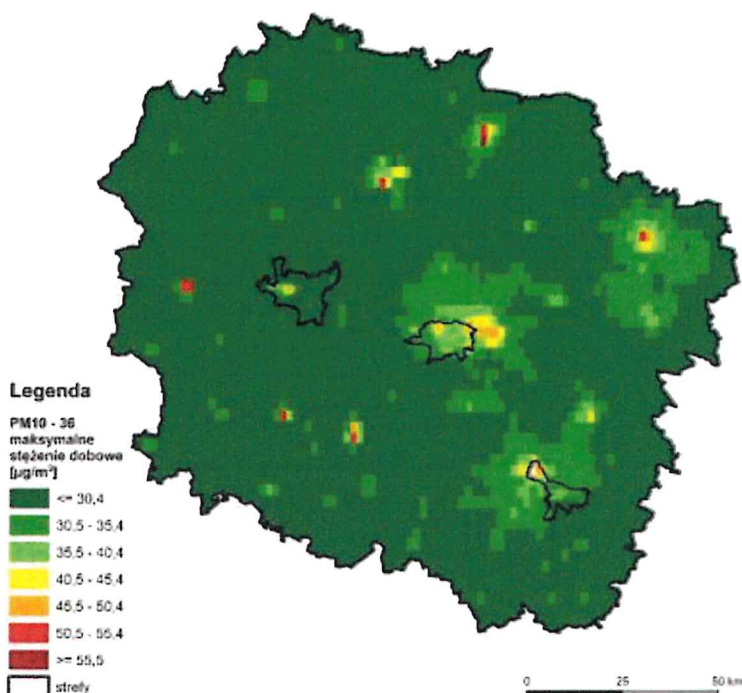 Legenda
PM10 - 36
maksymalne
stężenie dobowe
[µg/m³]
<= 30,4
30,5 - 35,4
35,5 - 40,4
40,5 - 45,4
45,5 - 50,4
50,5 - 55,4
>= 55,5
strefy
0 25 50 km